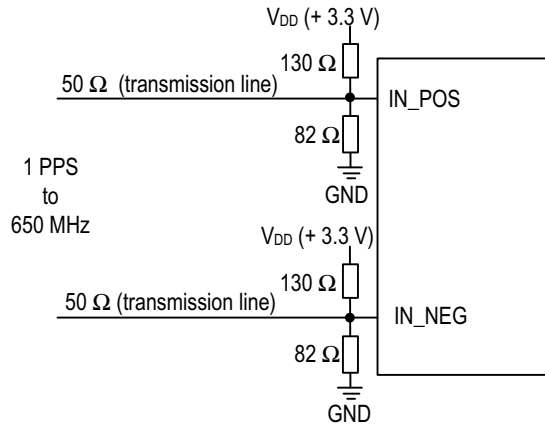 V_DD (+ 3.3 V)
130 Ω
50 Ω (transmission line)
IN_POS
82 Ω
1 PPS
to
650 MHz
GND
V_DD (+ 3.3 V)
130 Ω
50 Ω (transmission line)
IN_NEG
82 Ω
GND